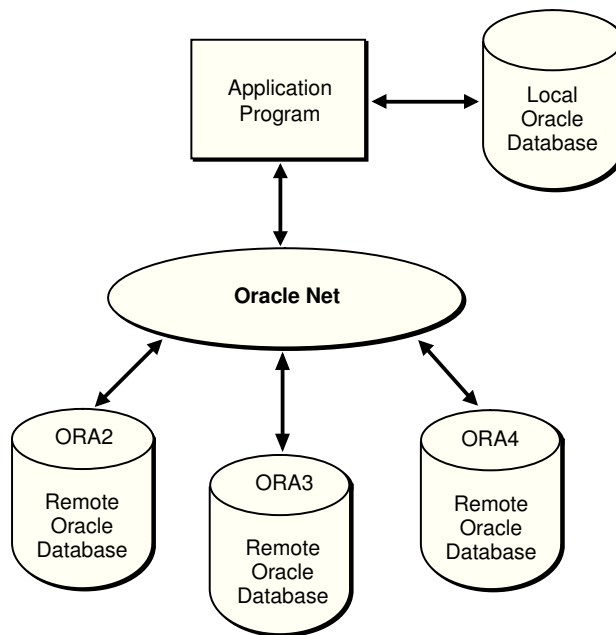 Application
Program
Local
Oracle
Database
Oracle Net
ORA2
Remote
Oracle
Database
ORA3
Remote
Oracle
Database
ORA4
Remote
Oracle
Database